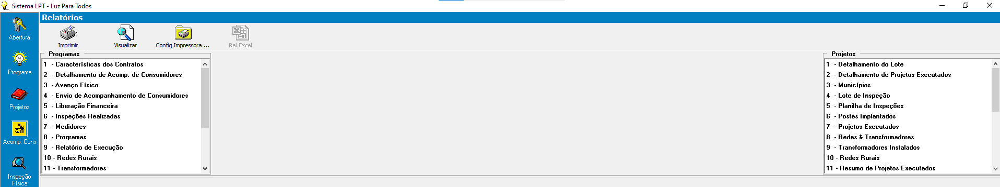 Sistema LPT - Luz Para Todos
Relatórios
Abertura
Programa
Projetos
Acomp. Cons
Inspeção
Física
Imprimir
Visualizar
Config Impressora ...
Rel.Excel
Programas
1 - Características dos Contratos
2 - Detalhamento de Acomp. de Consumidores
3 - Avanço Físico
4 - Envio de Acompanhamento de Consumidores
5 - Liberação Financeira
6 - Inspeções Realizadas
7 - Medidores
8 - Programas
9 - Relatório de Execução
10 - Redes Rurais
11 - Transformadores
Projetos
1 - Detalhamento do Lote
2 - Detalhamento de Projetos Executados
3 - Municípios
4 - Lote de Inspeção
5 - Planilha de Inspeções
6 - Postes Implantados
7 - Projetos Executados
8 - Redes & Transformadores
9 - Transformadores Instalados
10 - Redes Rurais
11 - Resumo de Projetos Executados